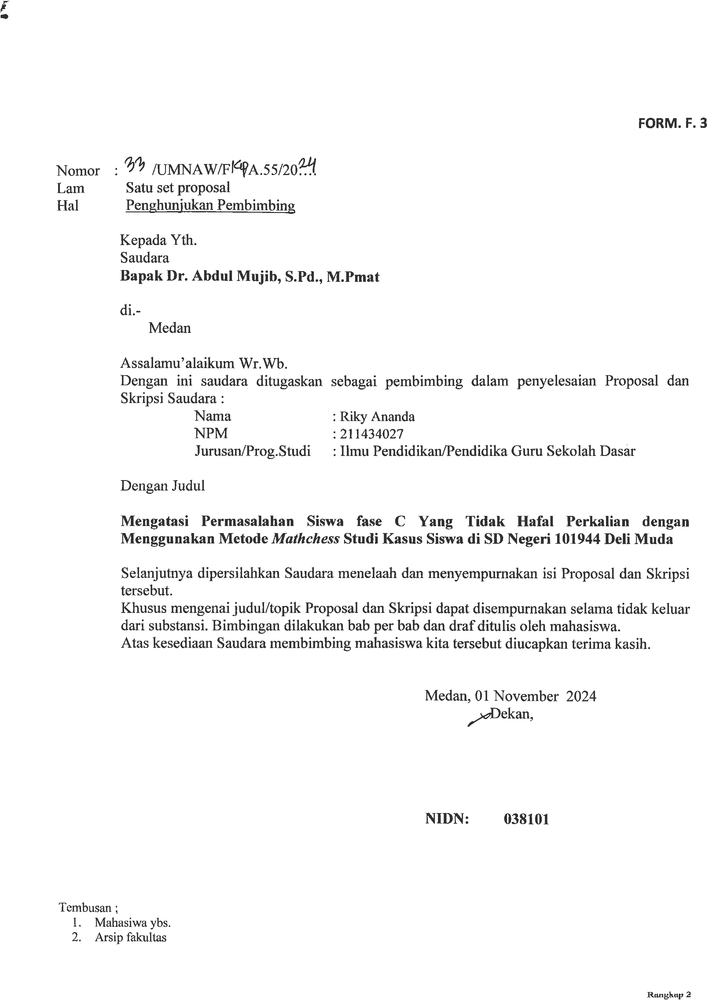 FORM. F. 3
Nomor : 33 /UMNAW/FKIP/A.55/2024
Lam Satu set proposal
Hal Penghunjukan Pembimbing
Kepada Yth.
Saudara
Bapak Dr. Abdul Mujib, S.Pd., M.Pmat
di.-
Medan
Assalamu'alaikum Wr.Wb.
Dengan ini saudara ditugaskan sebagai pembimbing dalam penyelesaian Proposal dan
Skripsi Saudara :
Nama : Riky Ananda
NPM : 211434027
Jurusan/Prog.Studi : Ilmu Pendidikan/Pendidika Guru Sekolah Dasar
Dengan Judul
Mengatasi Permasalahan Siswa fase C Yang Tidak Hafal Perkalian dengan
Menggunakan Metode Mathchess Studi Kasus Siswa di SD Negeri 101944 Deli Muda
Selanjutnya dipersilahkan Saudara menelaah dan menyempurnakan isi Proposal dan Skripsi
tersebut.
Khusus mengenai judul/topik Proposal dan Skripsi dapat disempurnakan selama tidak keluar
dari substansi. Bimbingan dilakukan bab per bab dan draf ditulis oleh mahasiswa.
Atas kesediaan Saudara membimbing mahasiswa kita tersebut diucapkan terima kasih.
Medan, 01 November 2024
Dekan,
NIDN: 038101
Tembusan ;
1. Mahasiwa ybs.
2. Arsip fakultas
Rangkap 2